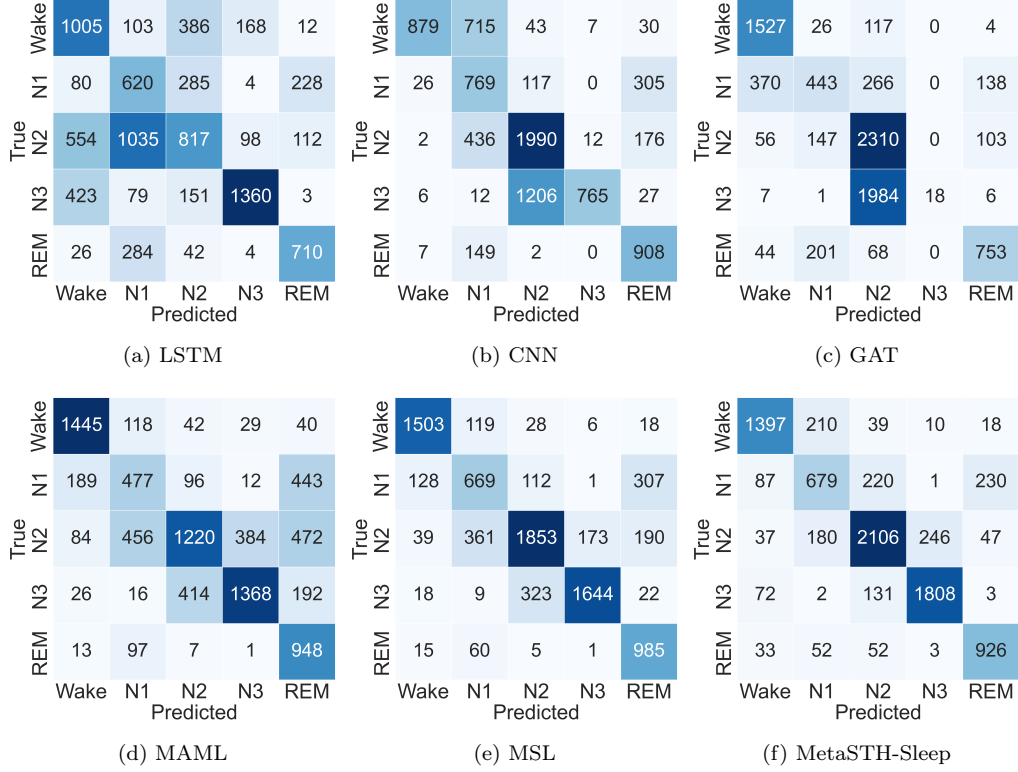 Wake 1005 103 386 168 12
N1 80 620 285 4 228
True N2 554 1035 817 98 112
N3 423 79 151 1360 3
REM 26 284 42 4 710
Wake N1 N2 N3 REM
Predicted
(a) LSTM
Wake 879 715 43 7 30
N1 26 769 117 0 305
True N2 2 436 1990 12 176
N3 6 12 1206 765 27
REM 7 149 2 0 908
Wake N1 N2 N3 REM
Predicted
(b) CNN
Wake 1527 26 117 0 4
N1 370 443 266 0 138
True N2 56 147 2310 0 103
N3 7 1 1984 18 6
REM 44 201 68 0 753
Wake N1 N2 N3 REM
Predicted
(c) GAT
Wake 1445 118 42 29 40
N1 189 477 96 12 443
True N2 84 456 1220 384 472
N3 26 16 414 1368 192
REM 13 97 7 1 948
Wake N1 N2 N3 REM
Predicted
(d) MAML
Wake 1503 119 28 6 18
N1 128 669 112 1 307
True N2 39 361 1853 173 190
N3 18 9 323 1644 22
REM 15 60 5 1 985
Wake N1 N2 N3 REM
Predicted
(e) MSL
Wake 1397 210 39 10 18
N1 87 679 220 1 230
True N2 37 180 2106 246 47
N3 72 2 131 1808 3
REM 33 52 52 3 926
Wake N1 N2 N3 REM
Predicted
(f) MetaSTH-Sleep